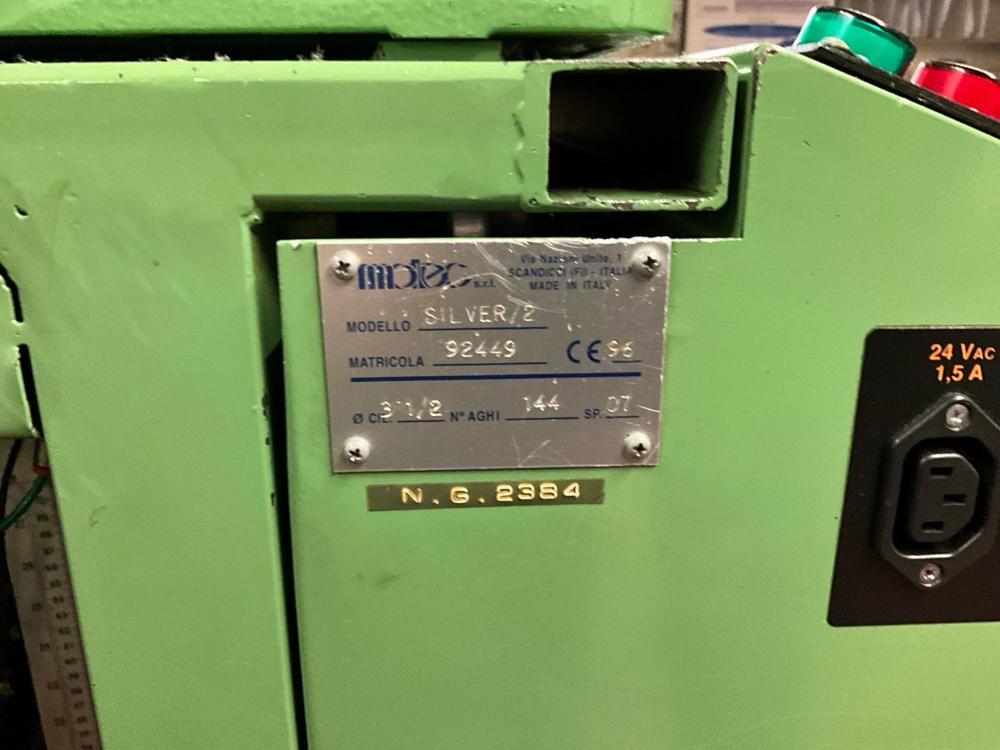 matec s.r.l.
Via Nazioni Unite, 1
SCANDICCI (FI) - ITALIA
MADE IN ITALY
MODELLO SILVER/2
MATRICOLA 92449 CE 96
Ø CIL. 3 1/2 N° AGHI 144 SP. 07
N.G.2384
24 VAC
1,5 A